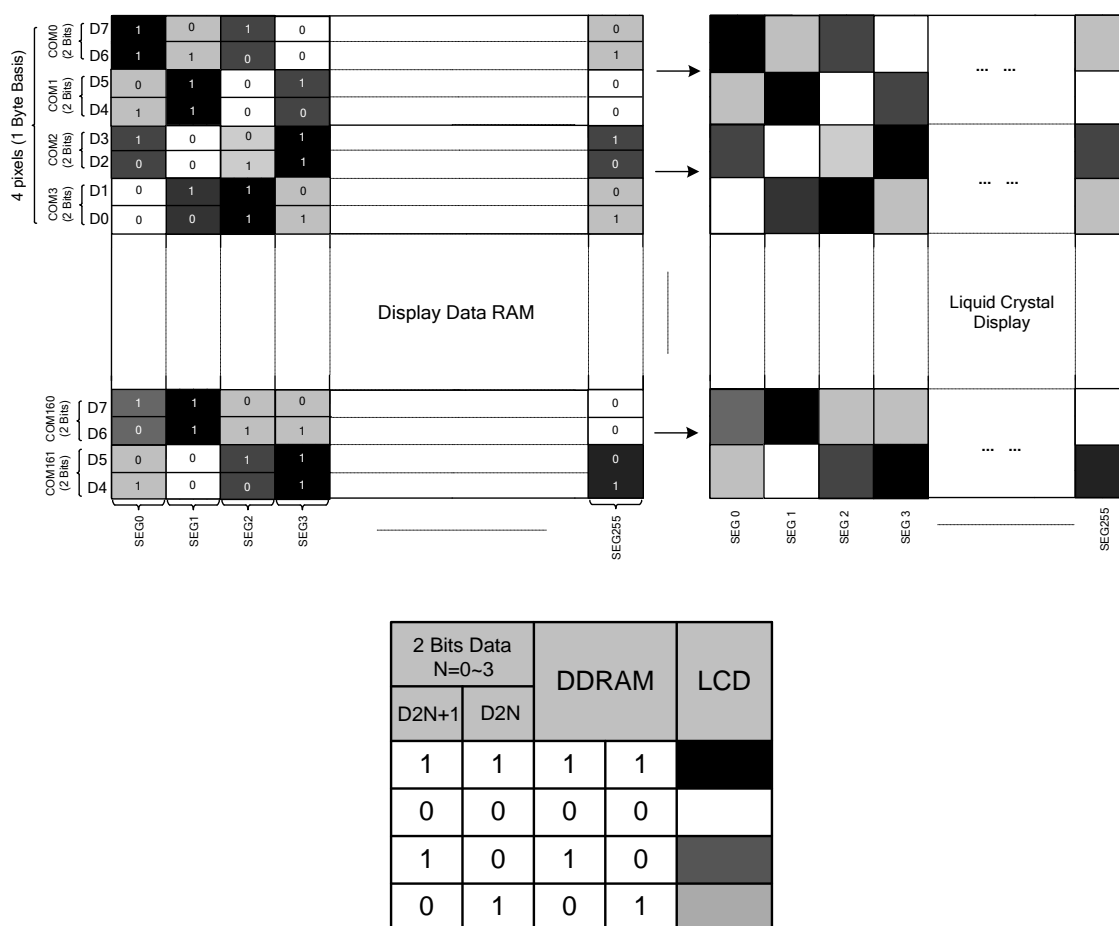 4 pixels (1 Byte Basis)
COM0
(2 Bits)
D7 1 0 1 0 0
D6 1 1 0 0 1
COM1
(2 Bits)
D5 0 1 0 1 0
D4 1 1 0 0 0
COM2
(2 Bits)
D3 1 0 0 1 1
D2 0 0 1 1 0
COM3
(2 Bits)
D1 0 1 1 0 0
D0 0 0 1 1 1
... ...
... ...
Display Data RAM
Liquid Crystal
Display
COM160
(2 Bits)
D7 1 1 0 0 0
D6 0 1 1 1 0
COM161
(2 Bits)
D5 0 0 1 1 0
D4 1 0 0 1 1
... ...
SEG0 SEG1 SEG2 SEG3 SEG255
SEG 0 SEG 1 SEG 2 SEG 3 SEG255
2 Bits Data
N=0~3
DDRAM LCD
D2N+1 D2N
1 1 1 1
0 0 0 0
1 0 1 0
0 1 0 1